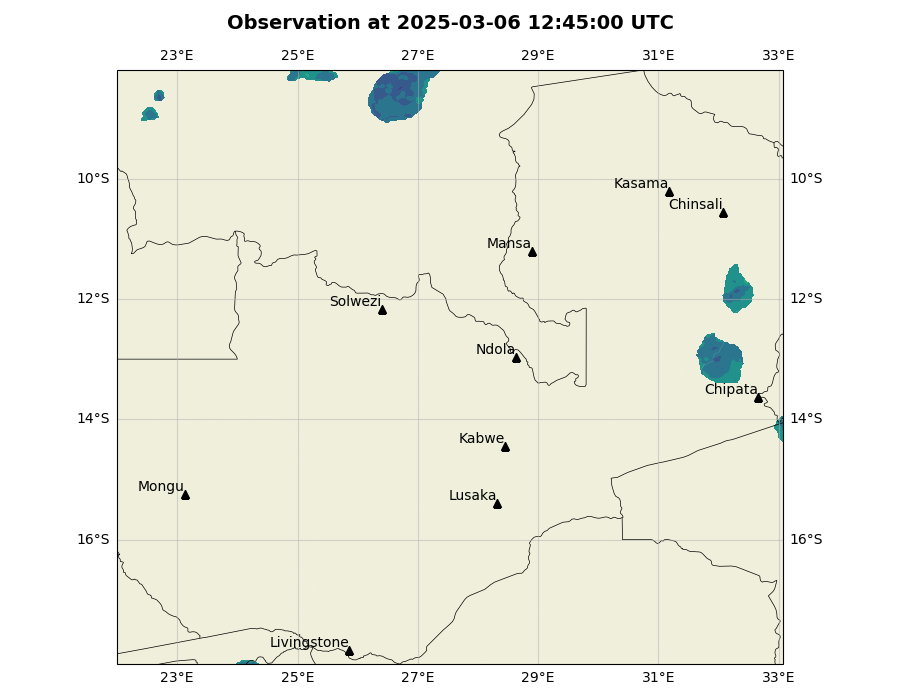 Observation at 2025-03-06 12:45:00 UTC
23°E 25°E 27°E 29°E 31°E 33°E
10°S 10°S
Kasama
Chinsali
Mansa
12°S 12°S
Solwezi
Ndola
Chipata
14°S 14°S
Kabwe
Mongu
Lusaka
16°S 16°S
Livingstone
23°E 25°E 27°E 29°E 31°E 33°E